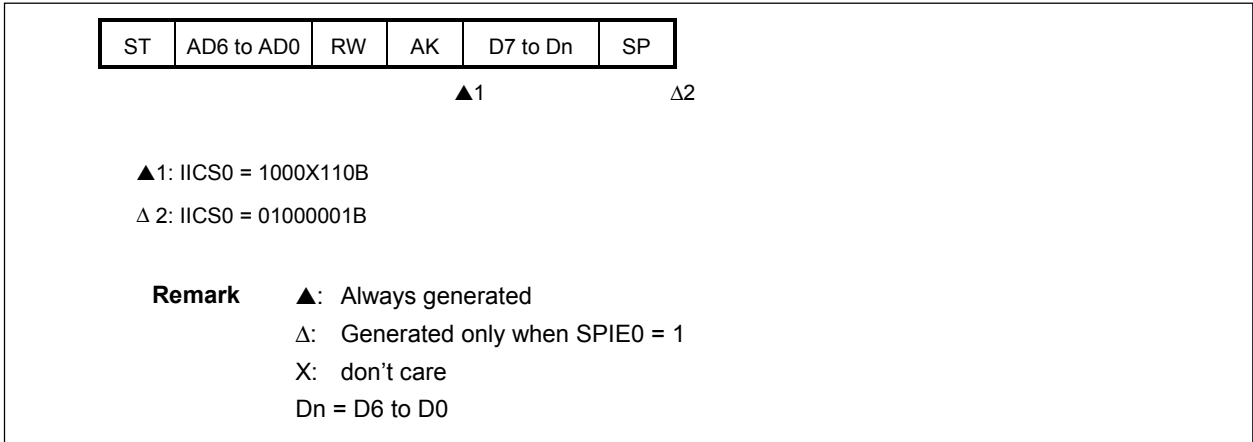 ST AD6 to AD0 RW AK D7 to Dn SP
▲1 Δ2
▲1: IICS0 = 1000X110B
Δ 2: IICS0 = 01000001B
Remark ▲: Always generated
Δ: Generated only when SPIE0 = 1
X: don't care
Dn = D6 to D0